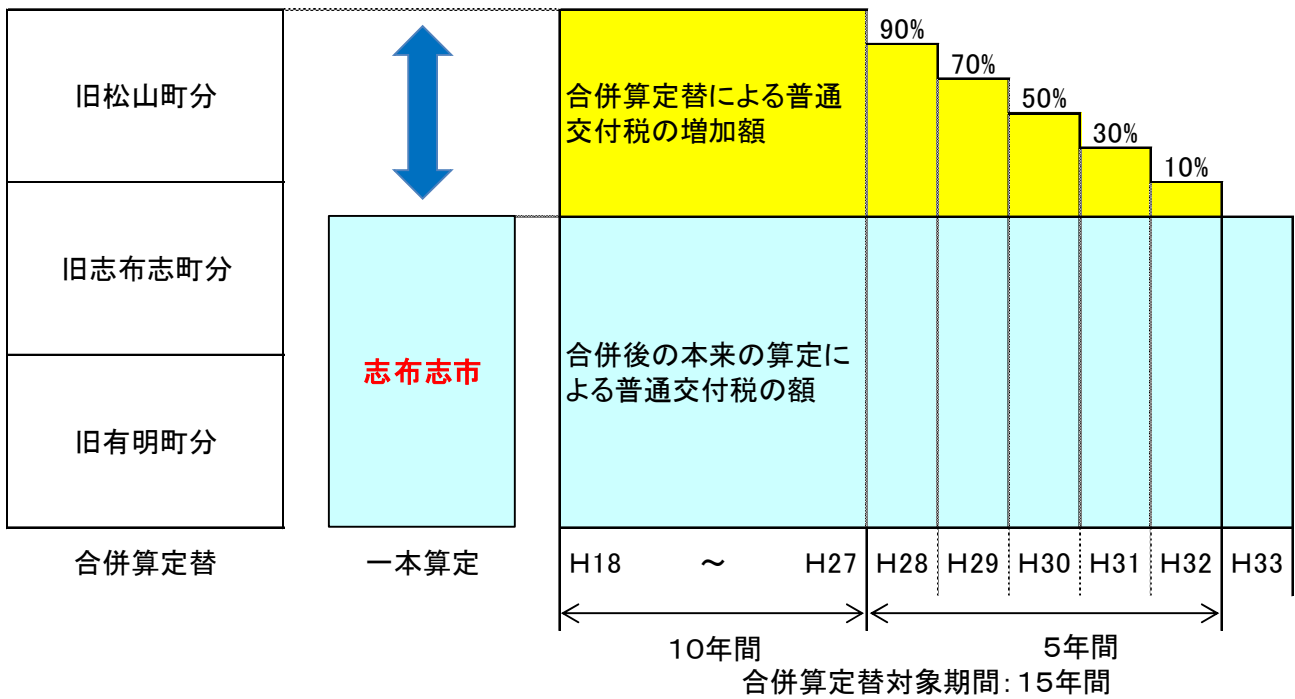 旧松山町分
旧志布志町分
旧有明町分
合併算定替
志布志市
一本算定
合併算定替による普通
交付税の増加額
90%
70%
50%
30%
10%
合併後の本来の算定に
よる普通交付税の額
H18 ～ H27 H28 H29 H30 H31 H32 H33
10年間 5年間
合併算定替対象期間:15年間